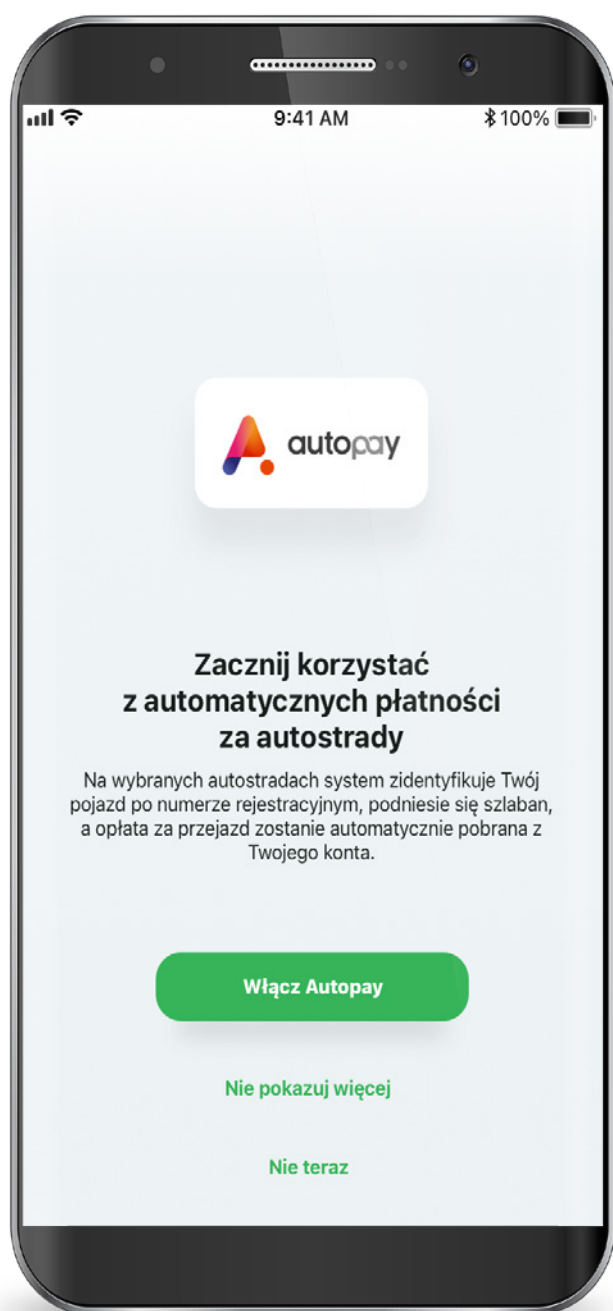 9:41 AM
100%
autopay
Zacznij korzystać
z automatycznych płatności
za autostrady
Na wybranych autostradach system zidentyfikuje Twój
pojazd po numerze rejestracyjnym, podniesie się szlaban,
a opłata za przejazd zostanie automatycznie pobrana z
Twojego konta.
Włącz Autopay
Nie pokazuj więcej
Nie teraz